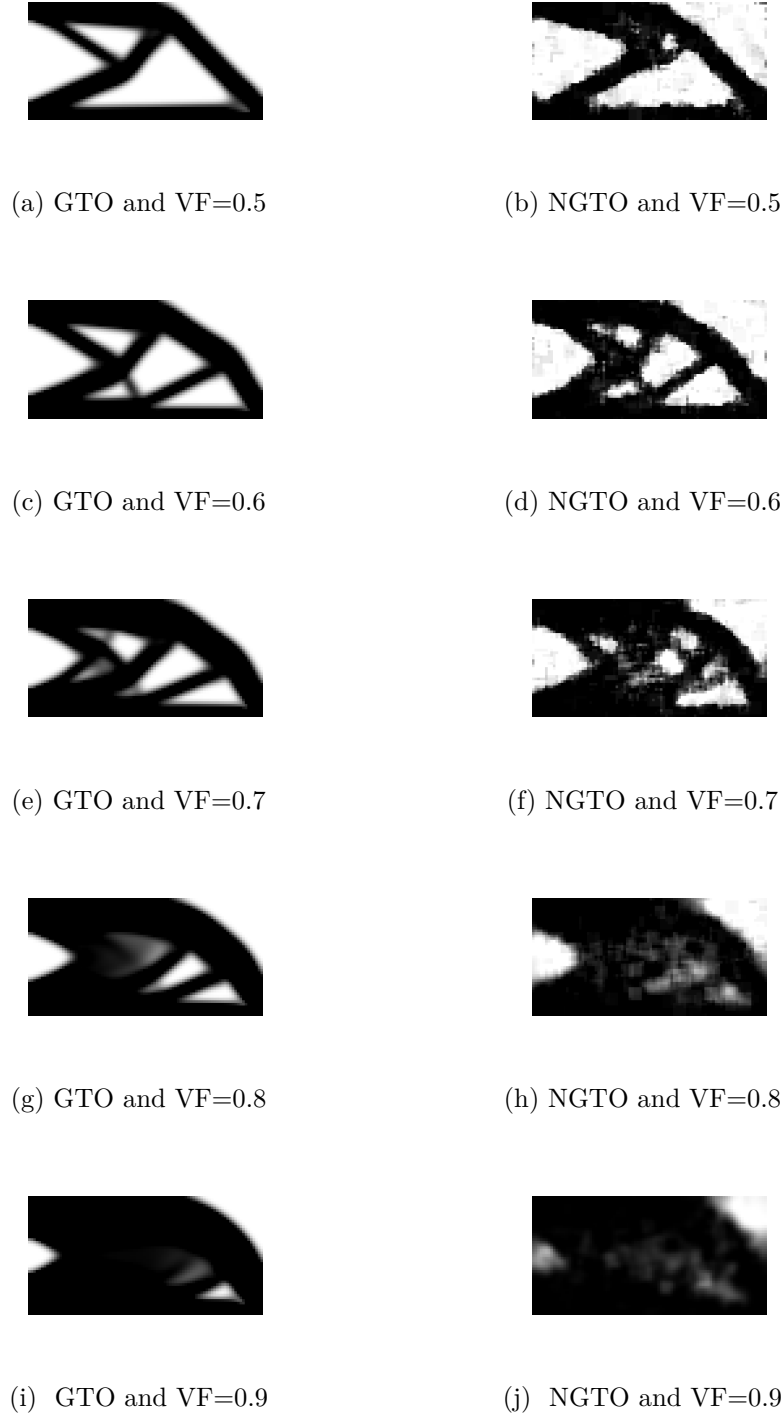 (a) GTO and VF=0.5
(b) NGTO and VF=0.5
(c) GTO and VF=0.6
(d) NGTO and VF=0.6
(e) GTO and VF=0.7
(f) NGTO and VF=0.7
(g) GTO and VF=0.8
(h) NGTO and VF=0.8
(i) GTO and VF=0.9
(j) NGTO and VF=0.9